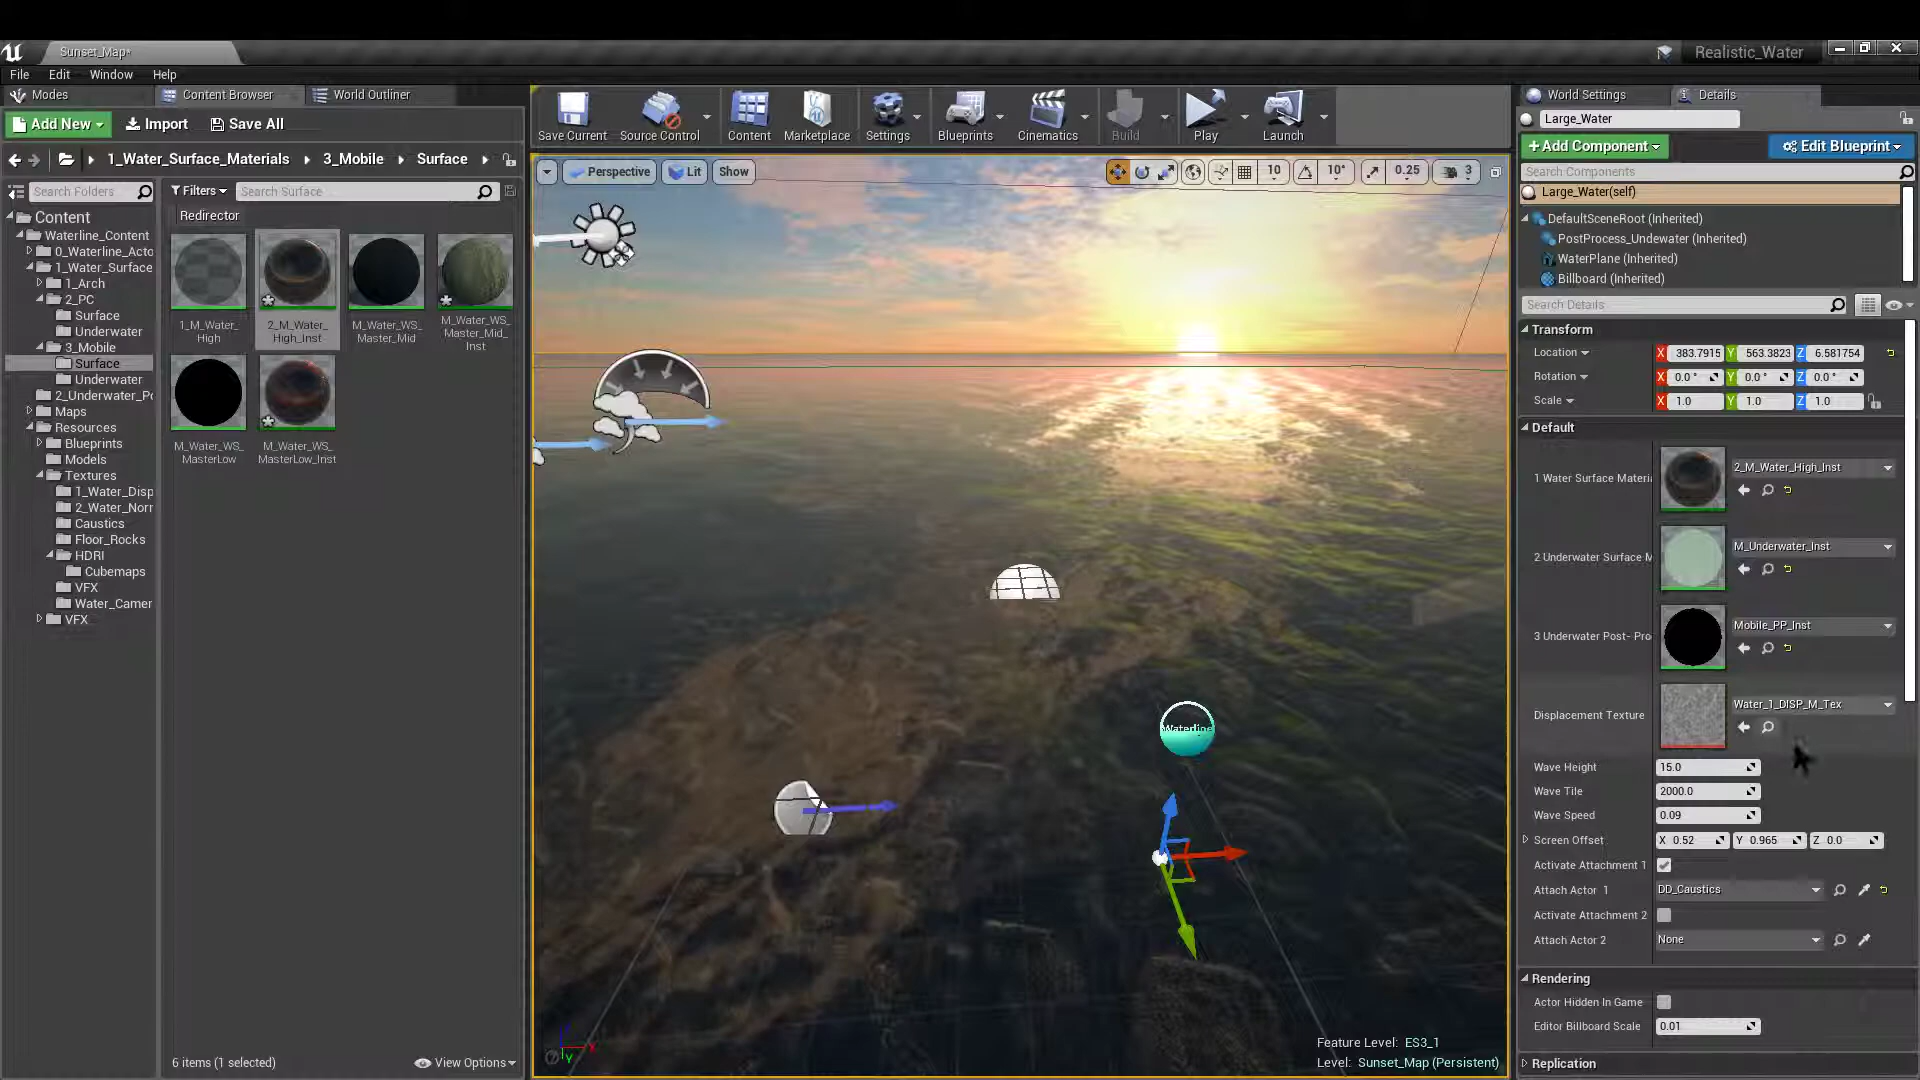 Sunset_Map*
Realistic_Water
File Edit Window Help
Modes Content Browser World Outliner
Add New Import Save All
1_Water_Surface_Materials 3_Mobile Surface
Search Folders
Filters Search Surface
Redirector
Content
Waterline_Content
0_Waterline_Acto
1_Water_Surface
1_Arch
2_PC
Surface
Underwater
3_Mobile
Surface
Underwater
2_Underwater_Po
Maps
Resources
Blueprints
Models
Textures
1_Water_Disp
2_Water_Norr
Caustics
Floor_Rocks
HDRI
Cubemaps
VFX
Water_Camer
VFX
1_M_Water_
High
2_M_Water_
High_Inst
M_Water_WS_
Master_Mid
M_Water_WS_
Master_Mid_
Inst
M_Water_WS_
MasterLow
M_Water_WS_
MasterLow_Inst
6 items (1 selected) View Options
Save Current Source Control Content Marketplace Settings Blueprints Cinematics Build Play Launch
Perspective Lit Show 10 10° 0.25 3
Waterline
Feature Level: ES3_1
Level: Sunset_Map (Persistent)
World Settings Details
Large_Water
+Add Component Edit Blueprint
Search Components
Large_Water(self)
DefaultSceneRoot (Inherited)
PostProcess_Undewater (Inherited)
WaterPlane (Inherited)
Billboard (Inherited)
Search Details
Transform
Location X 383.7915 Y 563.3823 Z 6.581754
Rotation X 0.0 ° Y 0.0 ° Z 0.0 °
Scale X 1.0 Y 1.0 Z 1.0
Default
1 Water Surface Materi 2_M_Water_High_Inst
2 Underwater Surface M M_Underwater_Inst
3 Underwater Post- Pro Mobile_PP_Inst
Displacement Texture Water_1_DISP_M_Tex
Wave Height 15.0
Wave Tile 2000.0
Wave Speed 0.09
Screen Offset X 0.52 Y 0.965 Z 0.0
Activate Attachment 1
Attach Actor 1 DD_Caustics
Activate Attachment 2
Attach Actor 2 None
Rendering
Actor Hidden In Game
Editor Billboard Scale 0.01
Replication